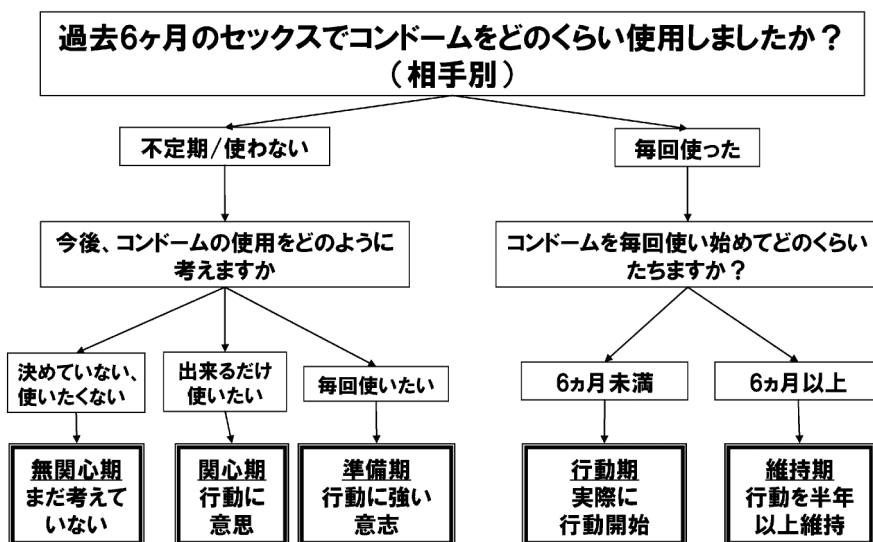 過去6ヶ月のセックスでコンドームをどのくらい使用しましたか？
（相手別）
不定期/使わない
毎回使った
今後、コンドームの使用をどのように
考えますか
コンドームを毎回使い始めてどのくらい
たちますか？
決めていない、
使いたくない
出来るだけ
使いたい
毎回使いたい
6ヵ月未満
6ヵ月以上
無関心期
まだ考えて
いない
関心期
行動に
意思
準備期
行動に強い
意志
行動期
実際に
行動開始
維持期
行動を半年
以上維持